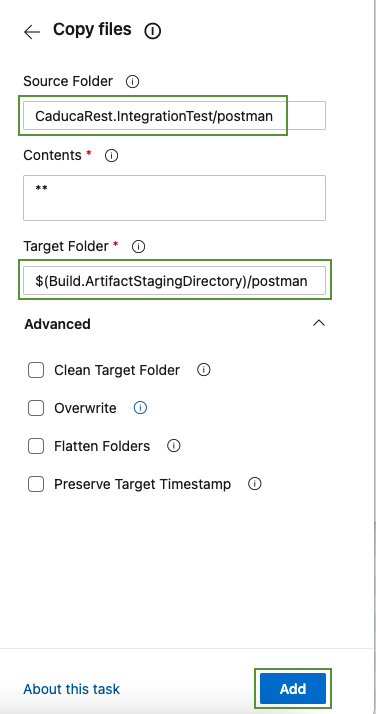 Copy files
Source Folder
CaducaRest.IntegrationTest/postman
Contents *
**
Target Folder *
$(Build.ArtifactStagingDirectory)/postman
Advanced
Clean Target Folder
Overwrite
Flatten Folders
Preserve Target Timestamp
About this task
Add